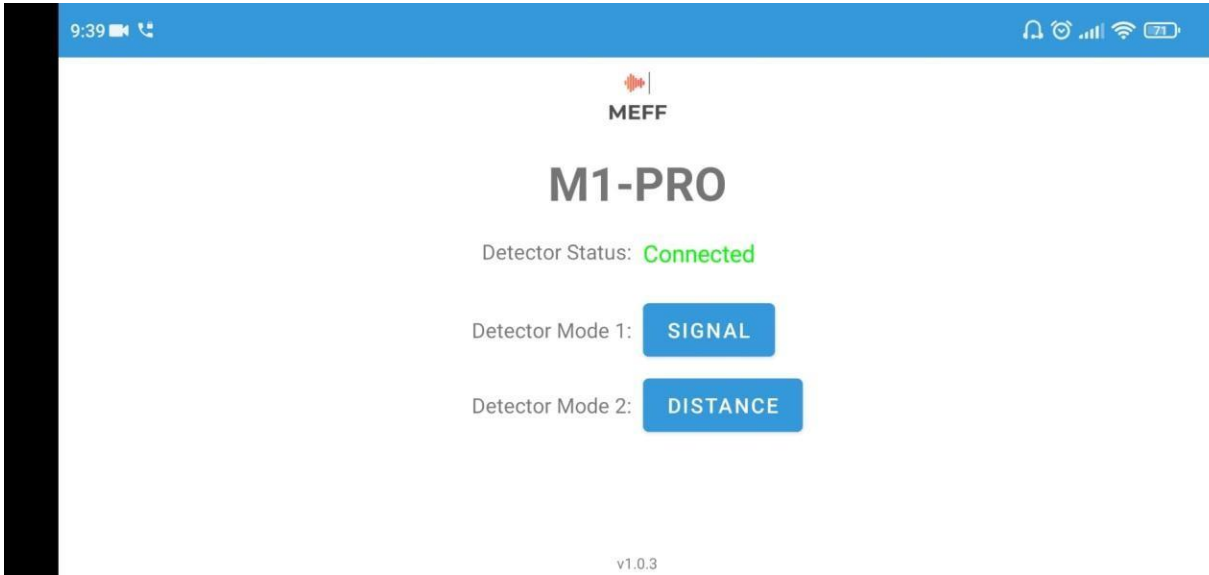 9:39 71
MEFF
M1-PRO
Detector Status: Connected
Detector Mode 1: SIGNAL
Detector Mode 2: DISTANCE
v1.0.3